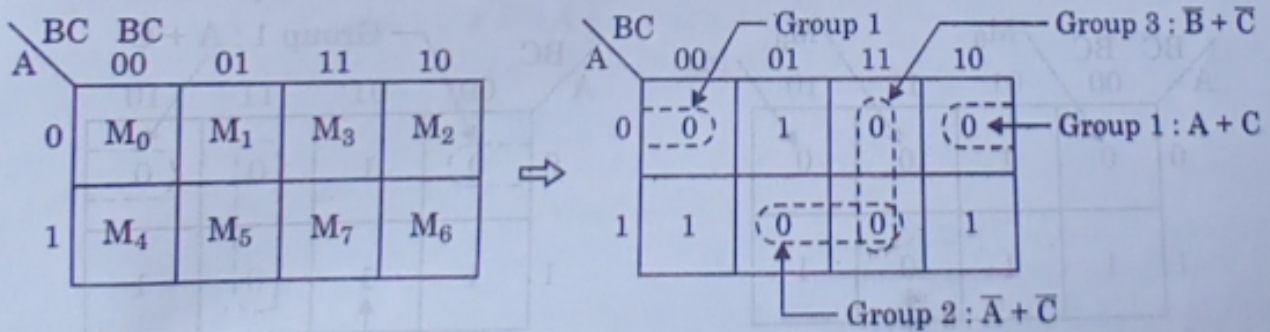 BC BC
A 00 01 11 10
0 M₀ M₁ M₃ M₂
1 M₄ M₅ M₇ M₆
⇨
BC Group 1 Group 3 : B̅ + C̅
A 00 01 11 10
0 0 1 0 0 Group 1 : A + C
1 1 0 0 1
Group 2 : A̅ + C̅